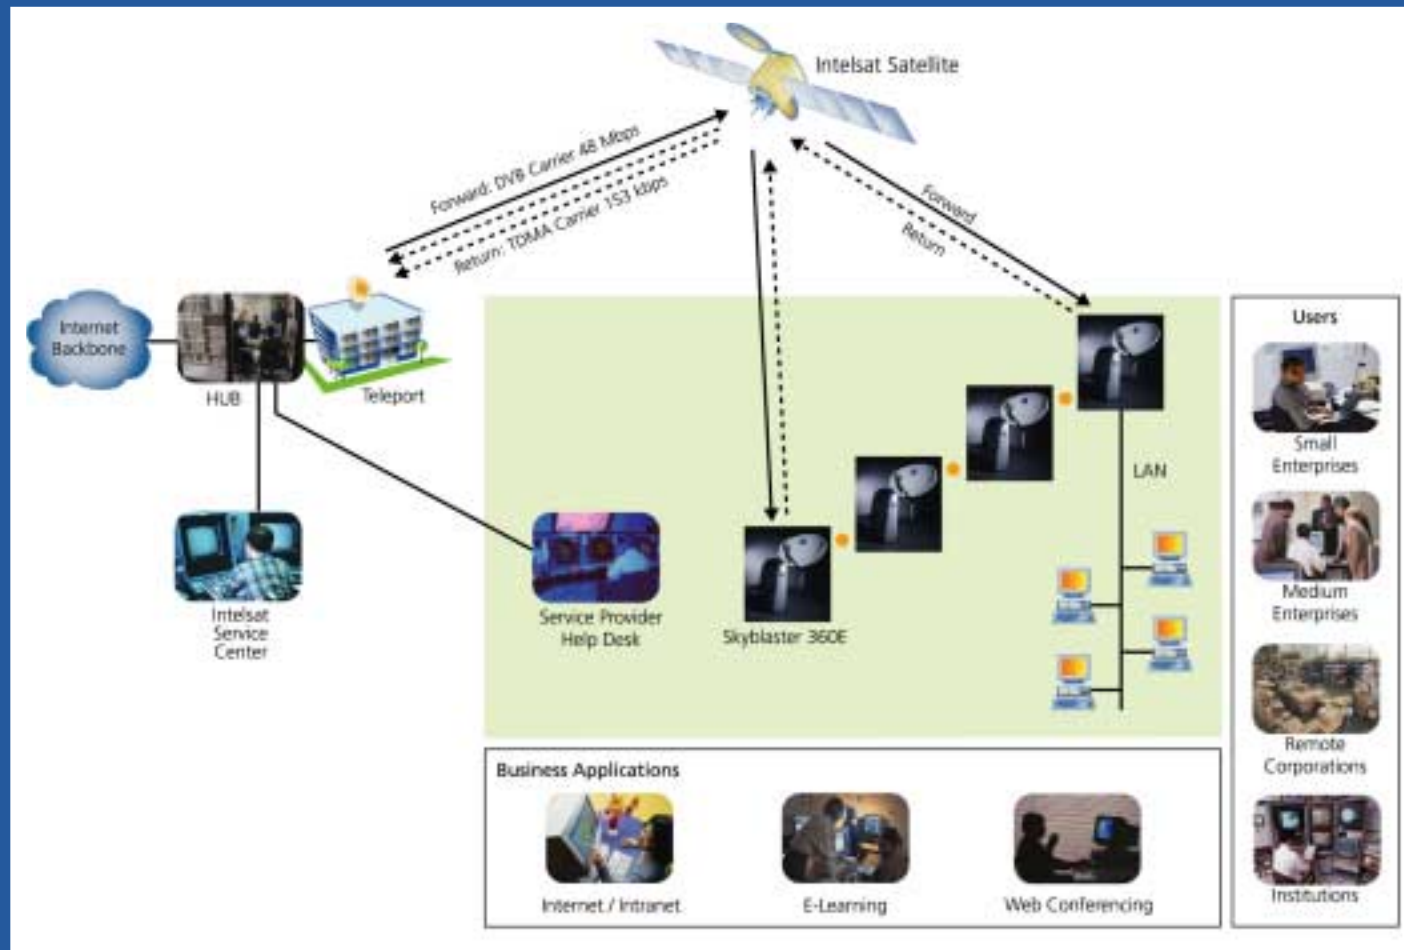 Intelsat Satellite
Forward: DVB Carrier 48 Mbps
Return: TDMA Carrier 153 kbps
Forward
Return
Internet
Backbone
HUB
Teleport
Intelsat
Service
Center
Service Provider
Help Desk
Skyblaster 360E
LAN
Users
Small
Enterprises
Medium
Enterprises
Remote
Corporations
Institutions
Business Applications
Internet / Intranet
E-Learning
Web Conferencing